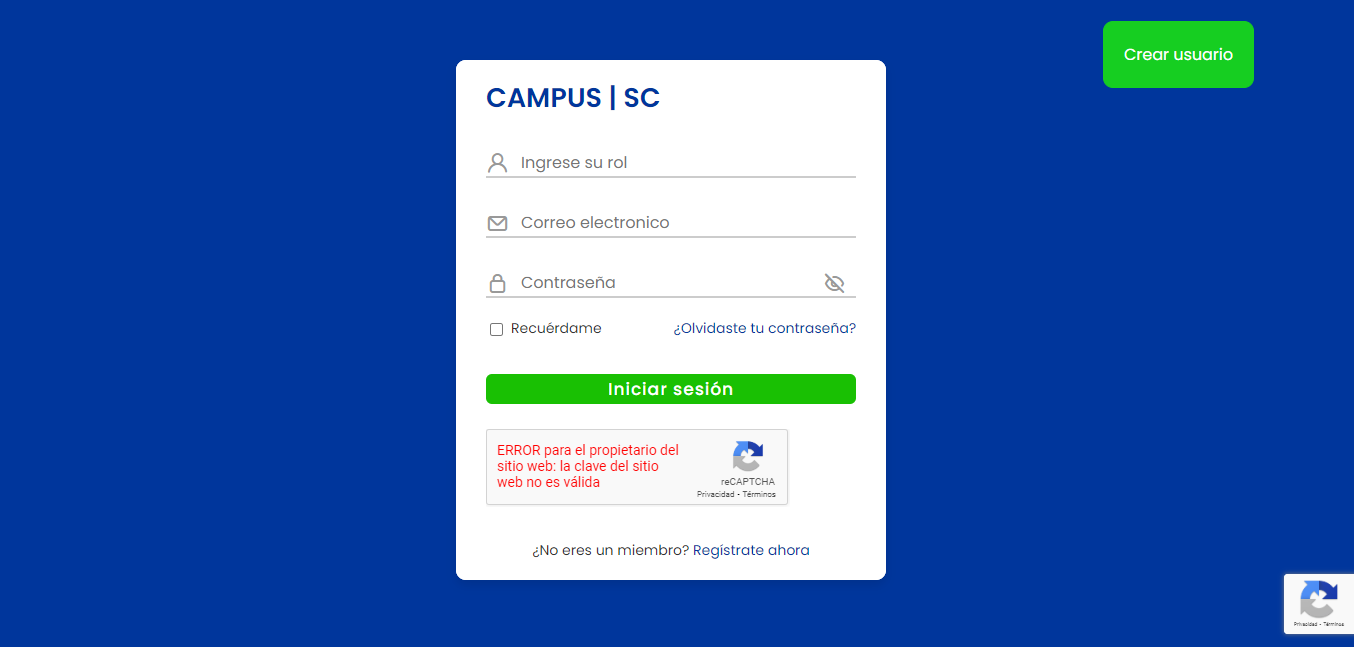 Crear usuario
CAMPUS | SC
Ingrese su rol
Correo electronico
Contraseña
Recuérdame ¿Olvidaste tu contraseña?
Iniciar sesión
ERROR para el propietario del
sitio web: la clave del sitio
web no es válida
reCAPTCHA
Privacidad - Términos
¿No eres un miembro? Regístrate ahora
Privacidad - Términos